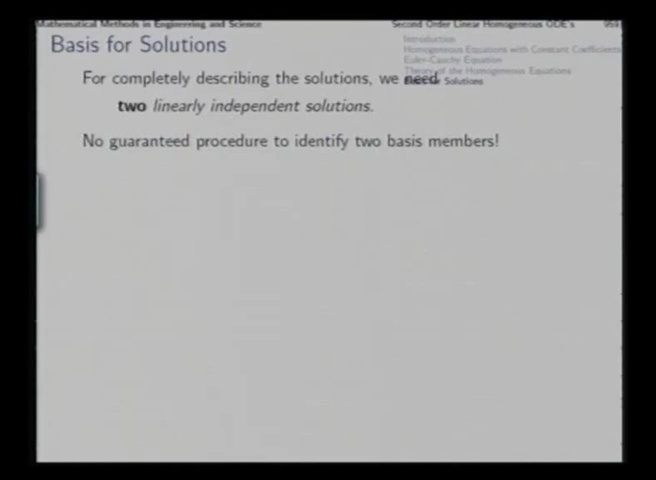 Mathematical Methods in Engineering and Science
Second Order Linear Homogeneous ODE's
Basis for Solutions
Introduction
Homogeneous Equations with Constant Coefficients
Euler-Cauchy Equation
Theory of the Homogeneous Equations
Solutions
For completely describing the solutions, we need
two linearly independent solutions.
No guaranteed procedure to identify two basis members!